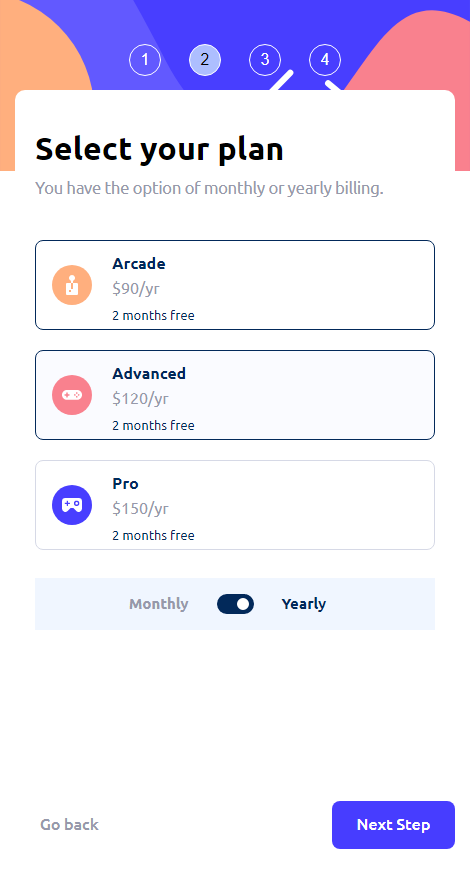 1 2 3 4
Select your plan
You have the option of monthly or yearly billing.
Arcade
$90/yr
2 months free
Advanced
$120/yr
2 months free
Pro
$150/yr
2 months free
Monthly Yearly
Go back Next Step